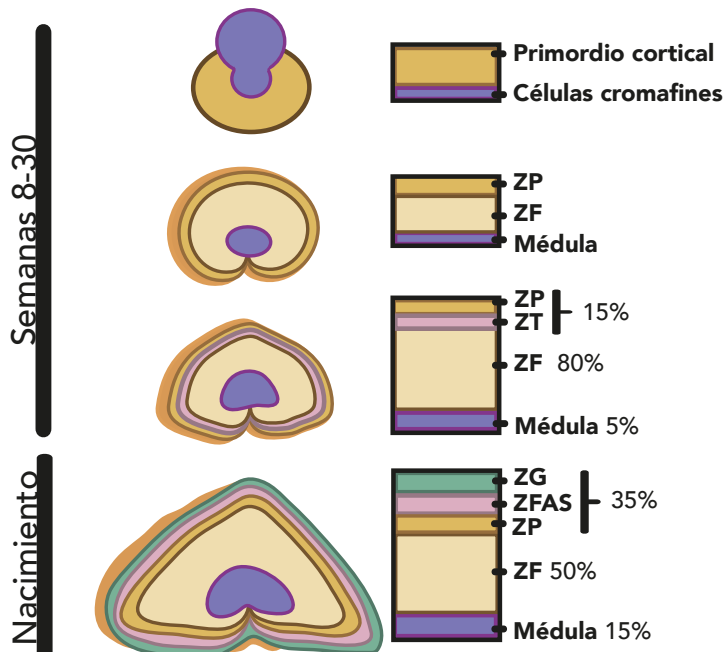 Semanas 8-30
Primordio cortical
Células cromafines
ZP
ZF
Médula
ZP
ZT
15%
ZF 80%
Médula 5%
Nacimiento
ZG
ZFAS
ZP
35%
ZF 50%
Médula 15%